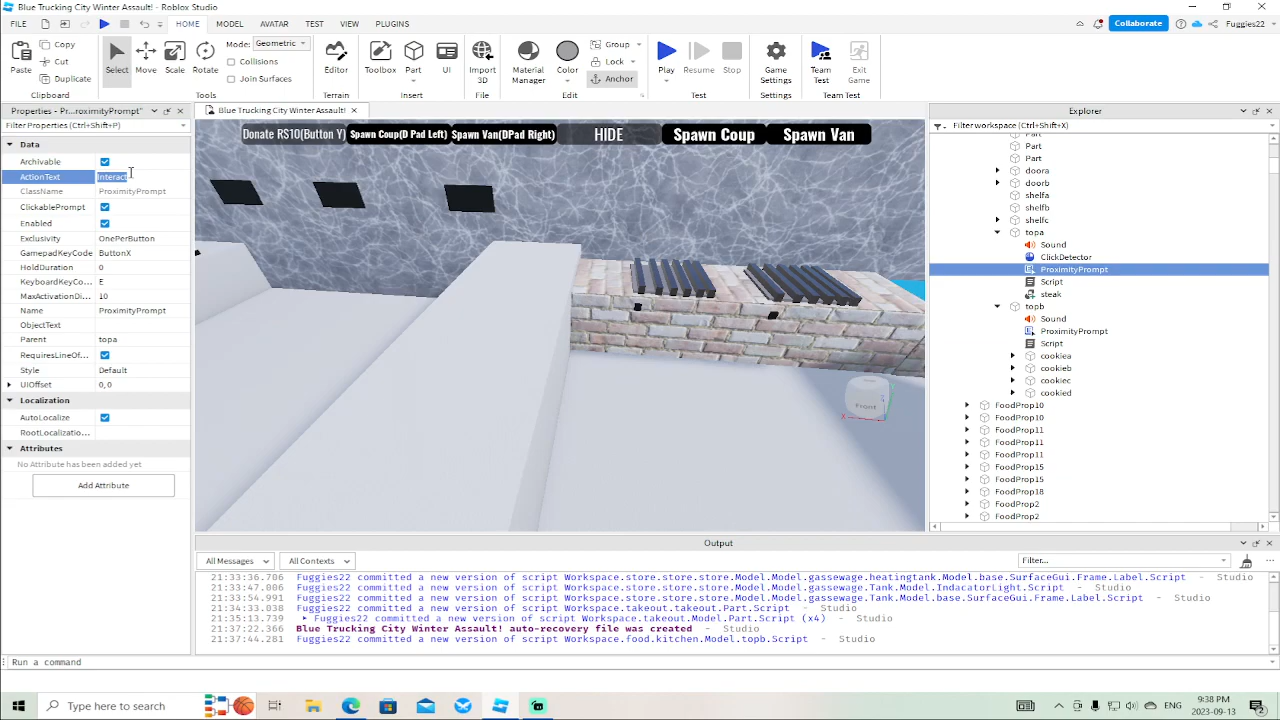 Blue Trucking City Winter Assault! - Roblox Studio
FILE HOME MODEL AVATAR TEST VIEW PLUGINS Collaborate Fuggies22
Paste Copy Cut Duplicate Clipboard
Select Move Scale Rotate Mode: Geometric Collisions Join Surfaces Tools
Editor Terrain
Toolbox Part UI Insert
Import 3D File
Material Manager Color Group Lock Anchor Edit
Play Resume Stop Test
Game Settings Settings
Team Test Exit Game Team Test
Properties - Pr...roximityPrompt"
Filter Properties (Ctrl+Shift+P)
Data
Archivable
ActionText Interact
ClassName ProximityPrompt
ClickablePrompt
Enabled
Exclusivity OnePerButton
GamepadKeyCode ButtonX
HoldDuration 0
KeyboardKeyCo... E
MaxActivationDi... 10
Name ProximityPrompt
ObjectText
Parent topa
RequiresLineOf...
Style Default
UIOffset 0, 0
Localization
AutoLocalize
RootLocalizatio...
Attributes
No Attribute has been added yet
Add Attribute
Blue Trucking City Winter Assault!
Donate RS10(Button Y) Spawn Coup(D Pad Left) Spawn Van(DPad Right) HIDE Spawn Coup Spawn Van
Front
X
Explorer
Filter workspace (Ctrl+Shift+X)
Part
Part
Part
doora
doorb
shelfa
shelfb
shelfc
topa
Sound
ClickDetector
ProximityPrompt
Script
steak
topb
Sound
ProximityPrompt
Script
cookiea
cookieb
cookiec
cookied
FoodProp10
FoodProp10
FoodProp11
FoodProp11
FoodProp11
FoodProp15
FoodProp15
FoodProp18
FoodProp2
FoodProp2
Output
All Messages All Contexts Filter...
21:33:36.706 Fuggies22 committed a new version of script Workspace.store.store.store.Model.Model.gassewage.heatingtank.Model.base.SurfaceGui.Frame.Label.Script - Studio
21:33:47.006 Fuggies22 committed a new version of script Workspace.store.store.store.Model.Model.gassewage.Tank.Model.IndacatorLight.Script - Studio
21:33:54.991 Fuggies22 committed a new version of script Workspace.store.store.store.Model.Model.gassewage.Tank.Model.base.SurfaceGui.Frame.Label.Script - Studio
21:34:33.038 Fuggies22 committed a new version of script Workspace.takeout.takeout.Part.Script - Studio
21:35:13.739 Fuggies22 committed a new version of script Workspace.takeout.Model.Part.Script (x4) - Studio
21:37:22.366 Blue Trucking City Winter Assault! auto-recovery file was created - Studio
21:37:44.281 Fuggies22 committed a new version of script Workspace.food.kitchen.Model.topb.Script - Studio
Run a command
Type here to search
9:38 PM
2023-09-13
2